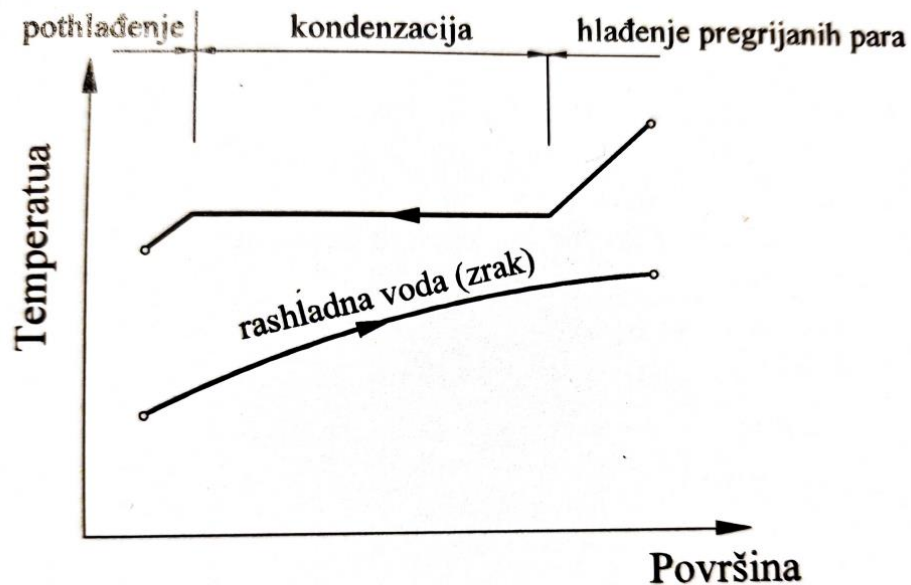 pothlađenje
kondenzacija
hlađenje pregrijanih para
Temperatua
rashladna voda (zrak)
Površina